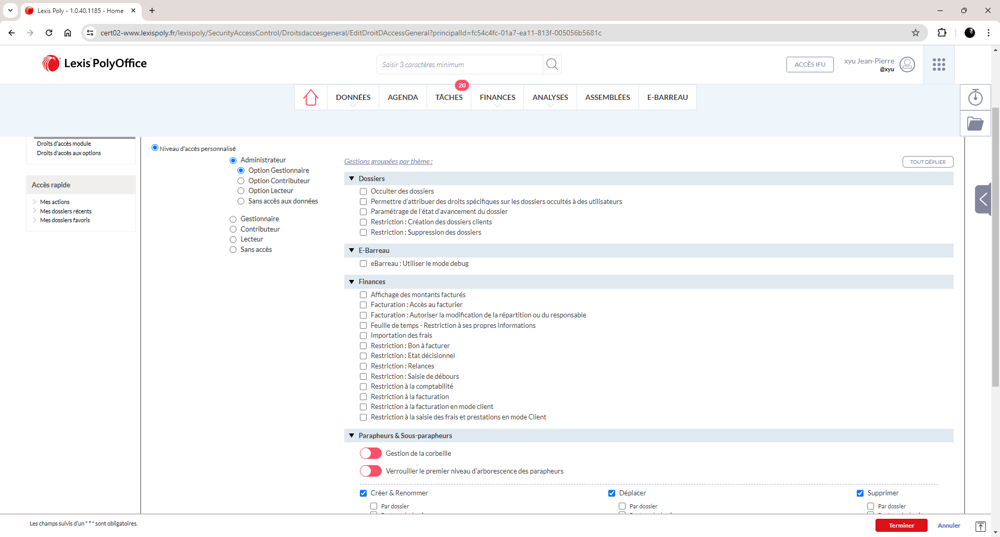 Lexis Poly - 1.0.40.1185 - Home
cert02-www.lexispoly.fr/lexispoly/SecurityAccessControl/Droitsdaccesgeneral/EditDroitDAccessGeneral?principalId=fc54c4fc-01a7-ea11-813f-005056b5681c
Lexis® PolyOffice
Saisir 3 caractères minimum
ACCÈS IFU
xyu Jean-Pierre
@xyu
20
DONNÉES
AGENDA
TÂCHES
FINANCES
ANALYSES
ASSEMBLÉES
E-BARREAU
Droits d'accès module
Droits d'accès aux options
Accès rapide
Mes actions
Mes dossiers récents
Mes dossiers favoris
Niveau d'accès personnalisé
Administrateur
Option Gestionnaire
Option Contributeur
Option Lecteur
Sans accès aux données
Gestionnaire
Contributeur
Lecteur
Sans accès
Gestions groupées par thème :
TOUT DÉPLIER
Dossiers
Occulter des dossiers
Permettre d'attribuer des droits spécifiques sur les dossiers occultés à des utilisateurs
Paramétrage de l'état d'avancement du dossier
Restriction : Création des dossiers clients
Restriction : Suppression des dossiers
E-Barreau
eBarreau : Utiliser le mode debug
Finances
Affichage des montants facturés
Facturation : Accès au facturier
Facturation : Autoriser la modification de la répartition ou du responsable
Feuille de temps - Restriction à ses propres informations
Importation des frais
Restriction : Bon à facturer
Restriction : Etat décisionnel
Restriction : Relances
Restriction : Saisie de débours
Restriction à la comptabilité
Restriction à la facturation
Restriction à la facturation en mode client
Restriction à la saisie des frais et prestations en mode Client
Parapheurs & Sous-parapheurs
Gestion de la corbeille
Verrouiller le premier niveau d'arborescence des parapheurs
Créer & Renommer
Déplacer
Supprimer
Par dossier
Par dossier
Par dossier
Les champs suivis d'un " * " sont obligatoires.
Terminer
Annuler